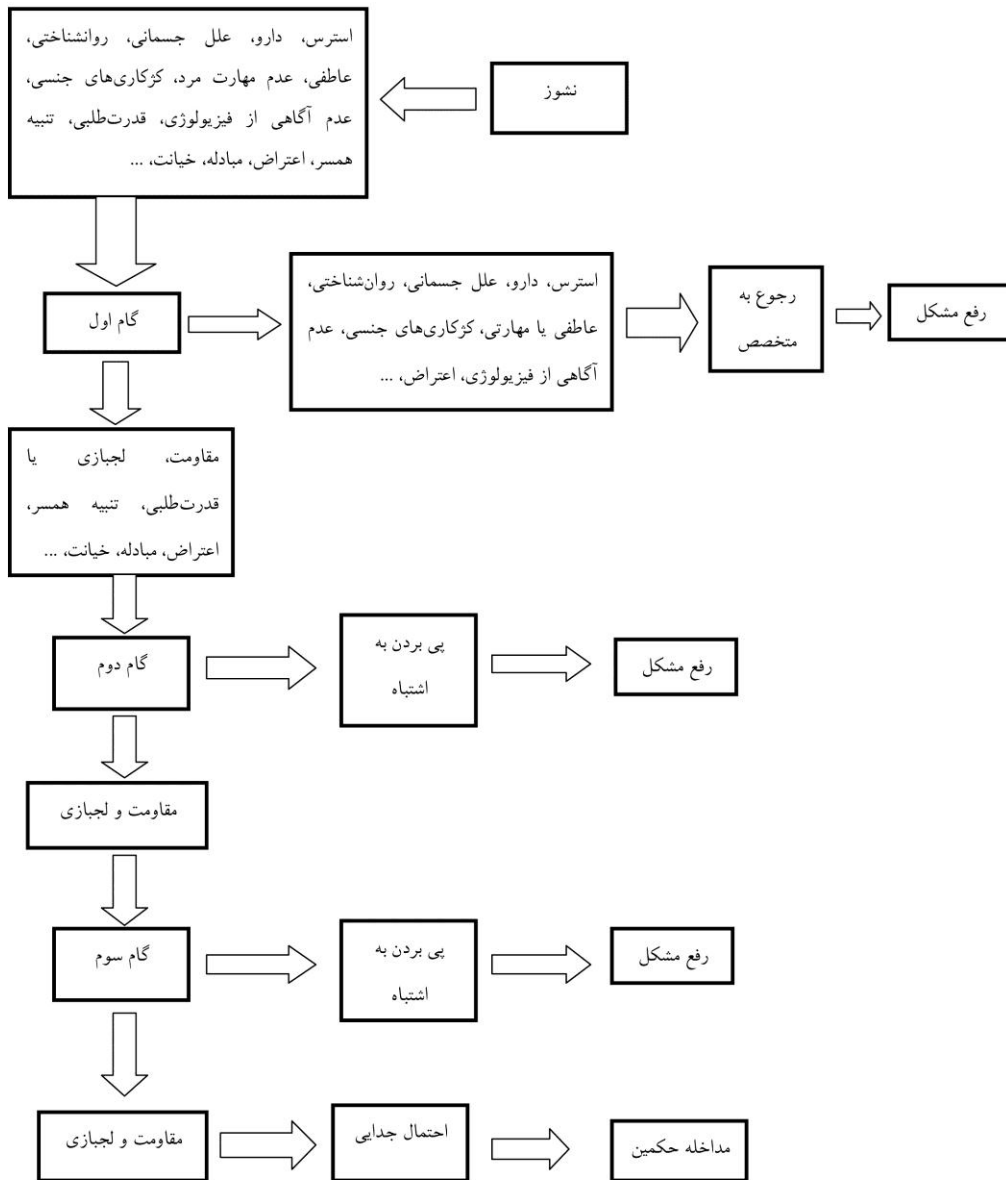 استرس، دارو، علل جسمانی، روانشناختی،
عاطفی، عدم مهارت مرد، کژکاری‌های جنسی،
عدم آگاهی از فیزیولوژی، قدرت‌طلبی، تنبیه
همسر، اعتراض، مبادله، خیانت، ...
نشوز
گام اول
استرس، دارو، علل جسمانی، روان‌شناختی،
عاطفی یا مهارتی، کژکاری‌های جنسی، عدم
آگاهی از فیزیولوژی، اعتراض، ...
رجوع به
متخصص
رفع مشکل
مقاومت، لجبازی یا
قدرت‌طلبی، تنبیه همسر،
اعتراض، مبادله، خیانت، ...
گام دوم
پی بردن به
اشتباه
رفع مشکل
مقاومت و لجبازی
گام سوم
پی بردن به
اشتباه
رفع مشکل
مقاومت و لجبازی
احتمال جدایی
مداخله حکمین